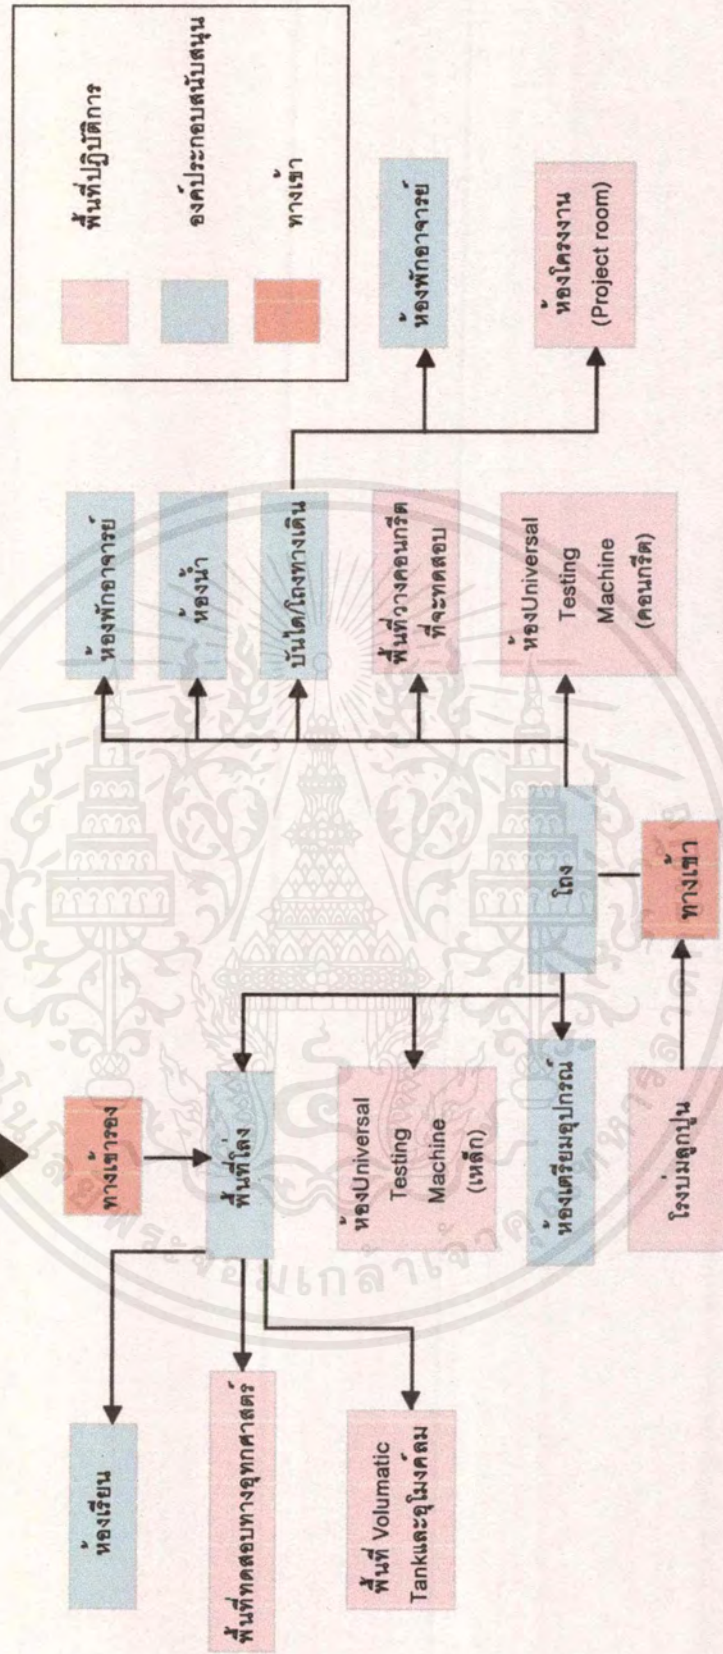 พื้นที่ปฏิบัติการ
องค์ประกอบสนับสนุน
ทางเข้า
ห้องพักอาจารย์
ห้องน้ำ
บันได/โถงทางเดิน
พื้นที่วางคอนกรีต
ที่จะทดสอบ
ห้องUniversal
Testing
Machine
(คอนกรีต)
ห้องพักอาจารย์
ห้องโครงงาน
(Project room)
โถง
ทางเข้า
ทางเข้ารอง
พื้นที่โล่ง
ห้องUniversal
Testing
Machine
(เหล็ก)
ห้องเตรียมอุปกรณ์
โรงบ่มลูกปูน
ห้องเรียน
พื้นที่ทดสอบทางอุทกศาสตร์
พื้นที่ Volumatic
Tankและอุโมงค์ลม